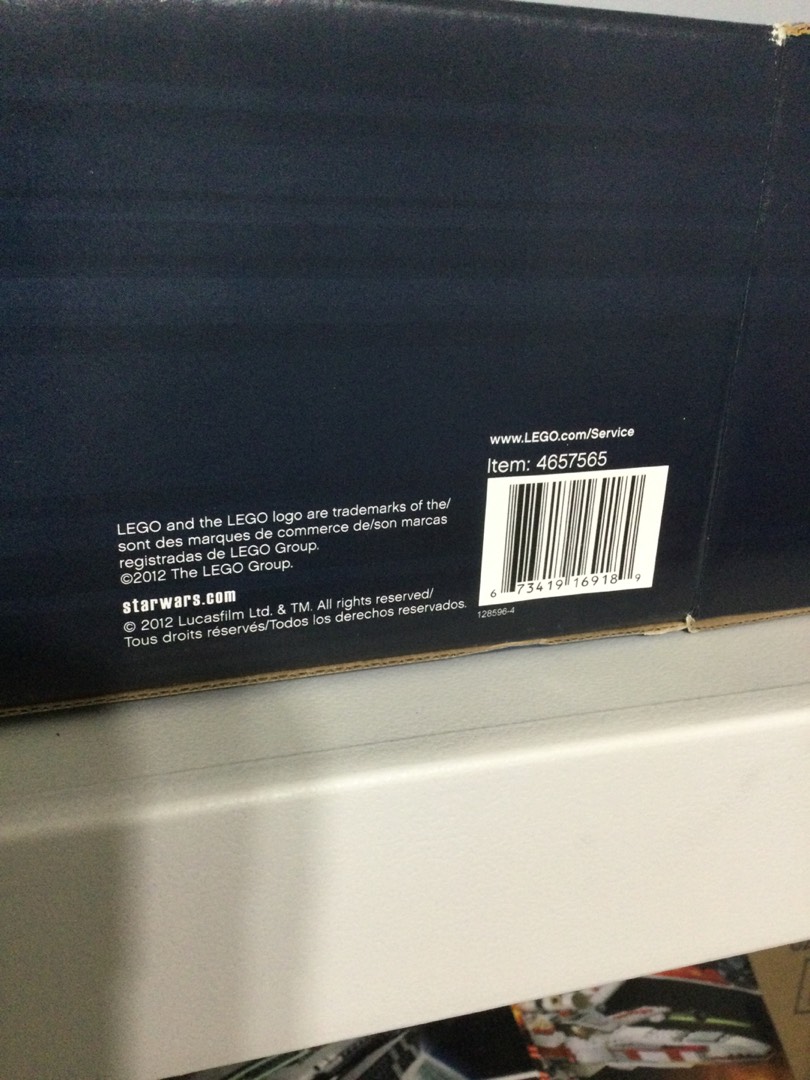 www.LEGO.com/Service
Item: 4657565
6 73419 16918 9
128596-4
LEGO and the LEGO logo are trademarks of the/
sont des marques de commerce de/son marcas
registradas de LEGO Group.
©2012 The LEGO Group.
starwars.com
© 2012 Lucasfilm Ltd. & TM. All rights reserved/
Tous droits réservés/Todos los derechos reservados.